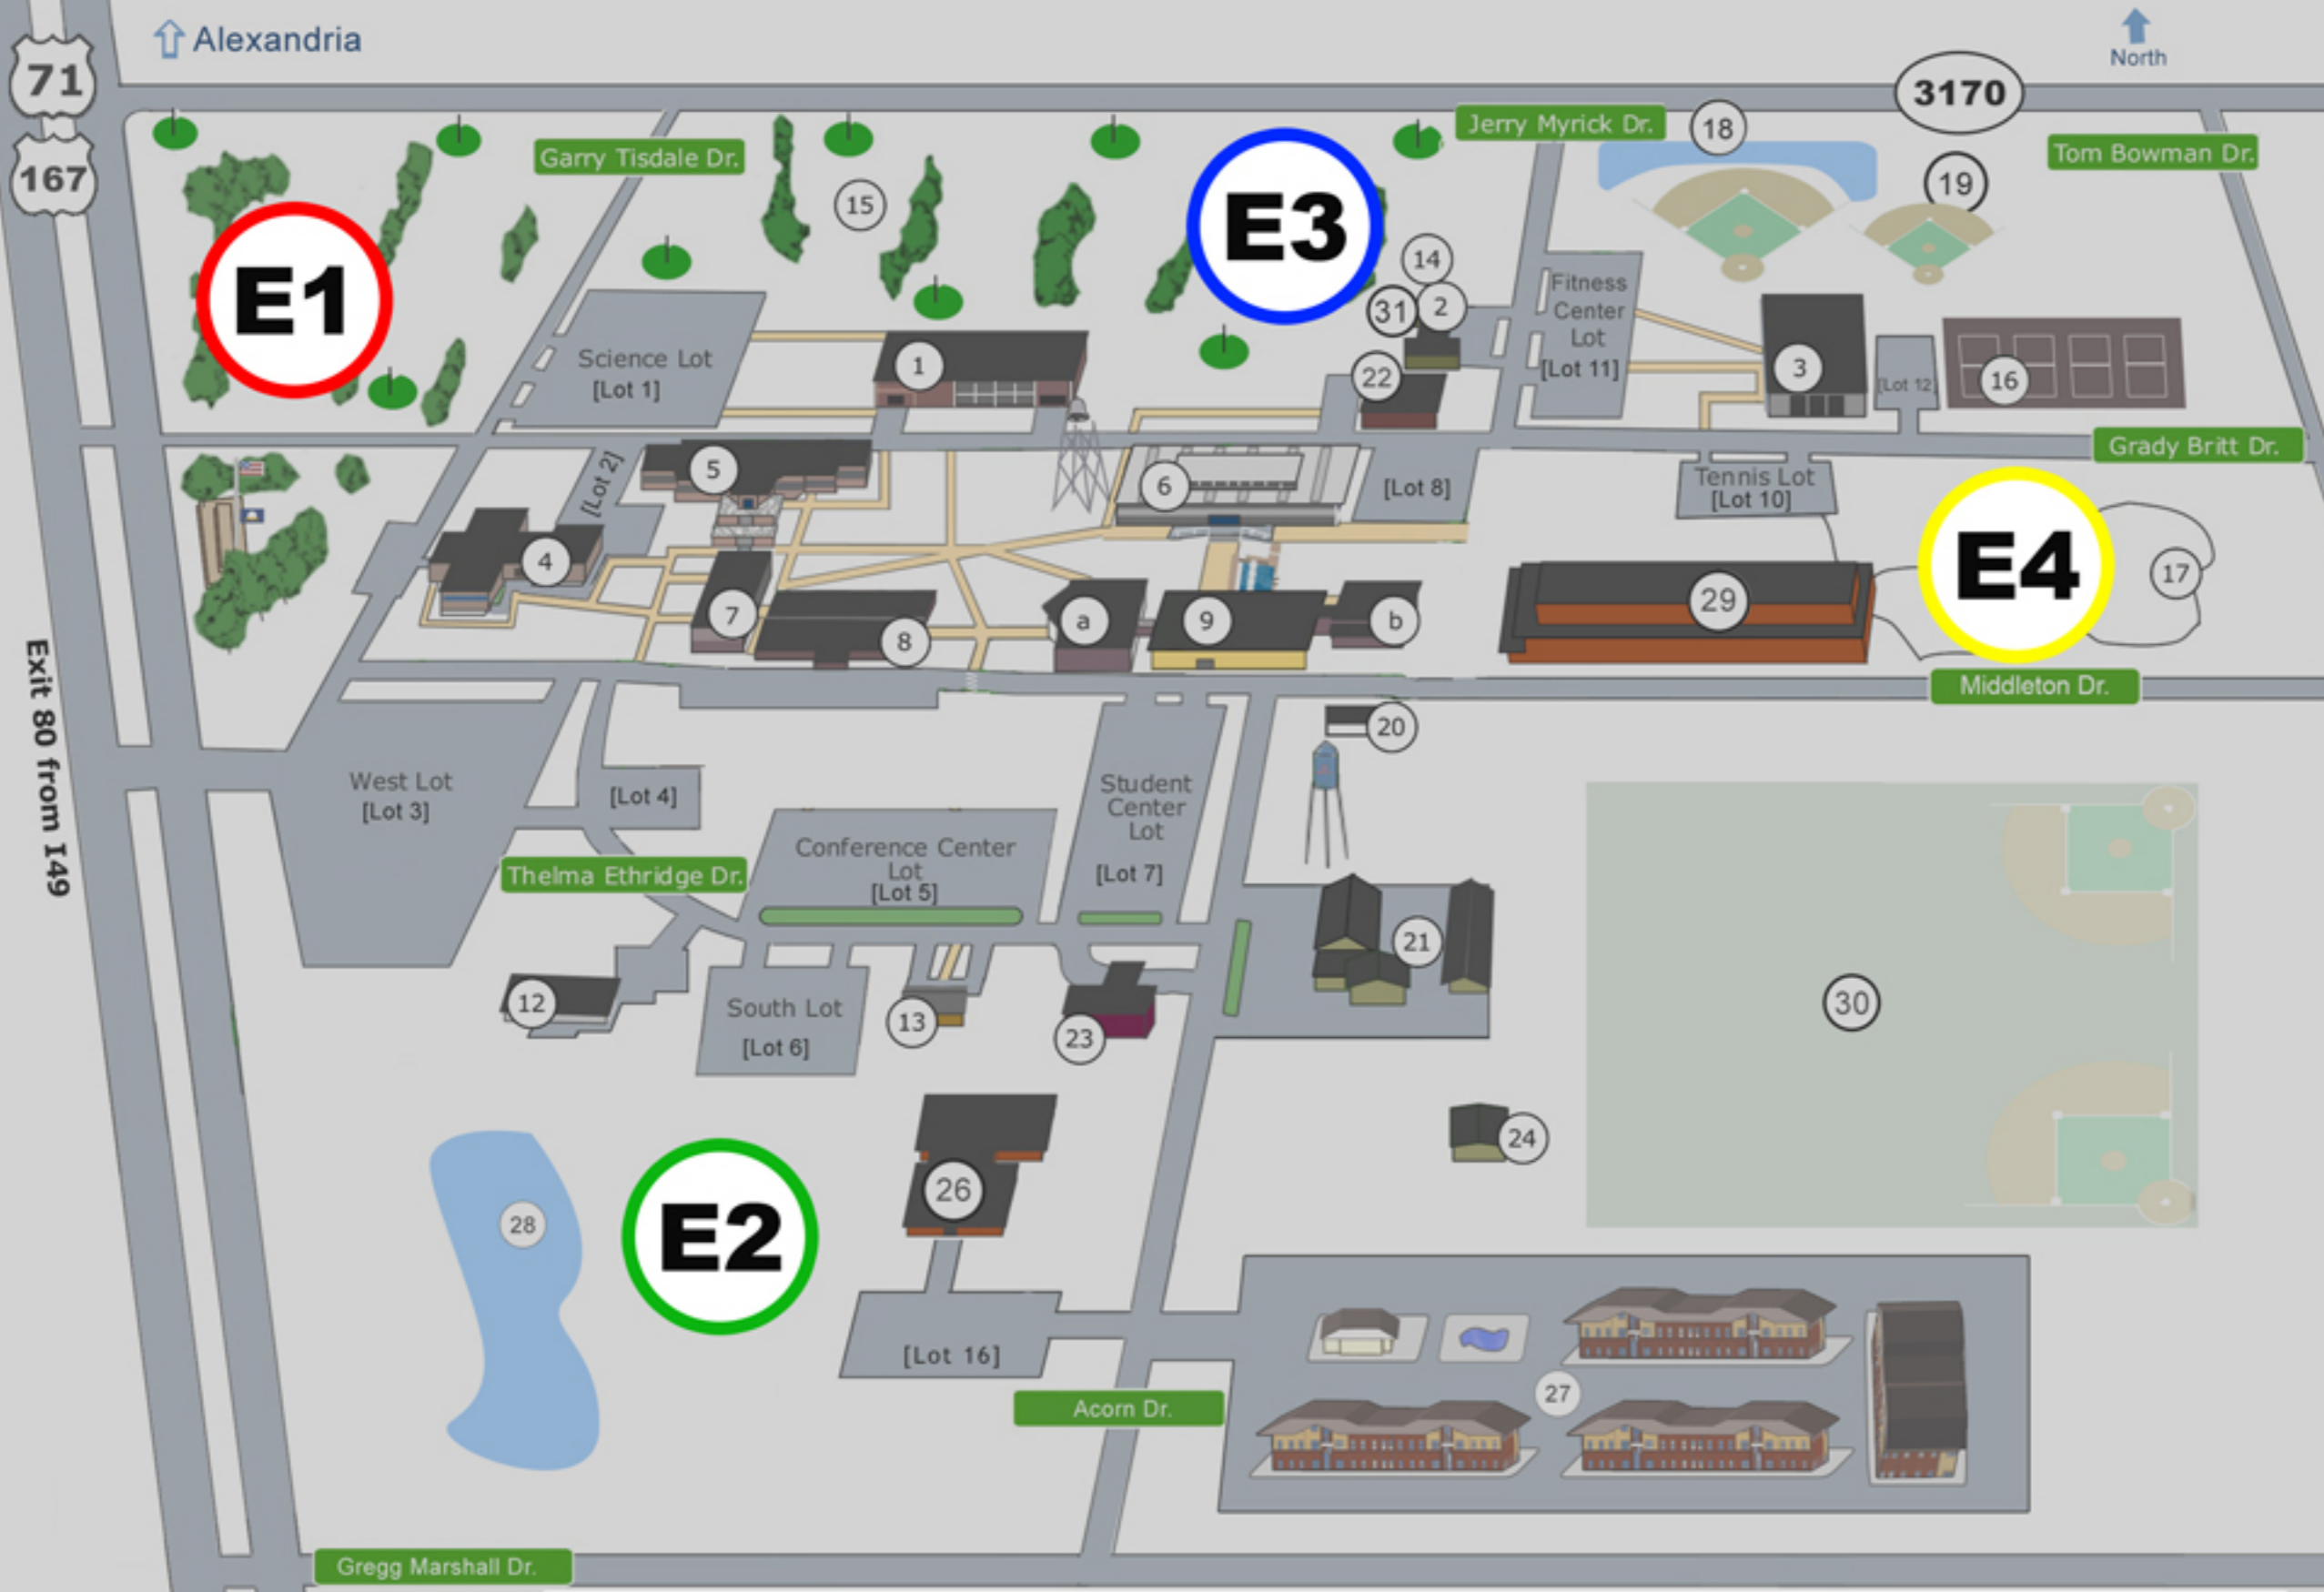 Alexandria
North
71
3170
Jerry Myrick Dr.
18
Garry Tisdale Dr.
Tom Bowman Dr.
167
19
15
E3
E1
14
Fitness
Center
Lot
[Lot 11]
31
2
Science Lot
[Lot 1]
1
22
3
[Lot 12]
16
Grady Britt Dr.
5
[Lot 2]
6
[Lot 8]
Tennis Lot
[Lot 10]
4
E4
17
7
8
a
9
b
29
Exit 80 from I49
Middleton Dr.
20
West Lot
[Lot 3]
[Lot 4]
Student
Center
Lot
[Lot 7]
Conference Center
Lot
[Lot 5]
Thelma Ethridge Dr.
21
12
South Lot
[Lot 6]
13
23
30
24
26
28
E2
[Lot 16]
27
Acorn Dr.
Gregg Marshall Dr.